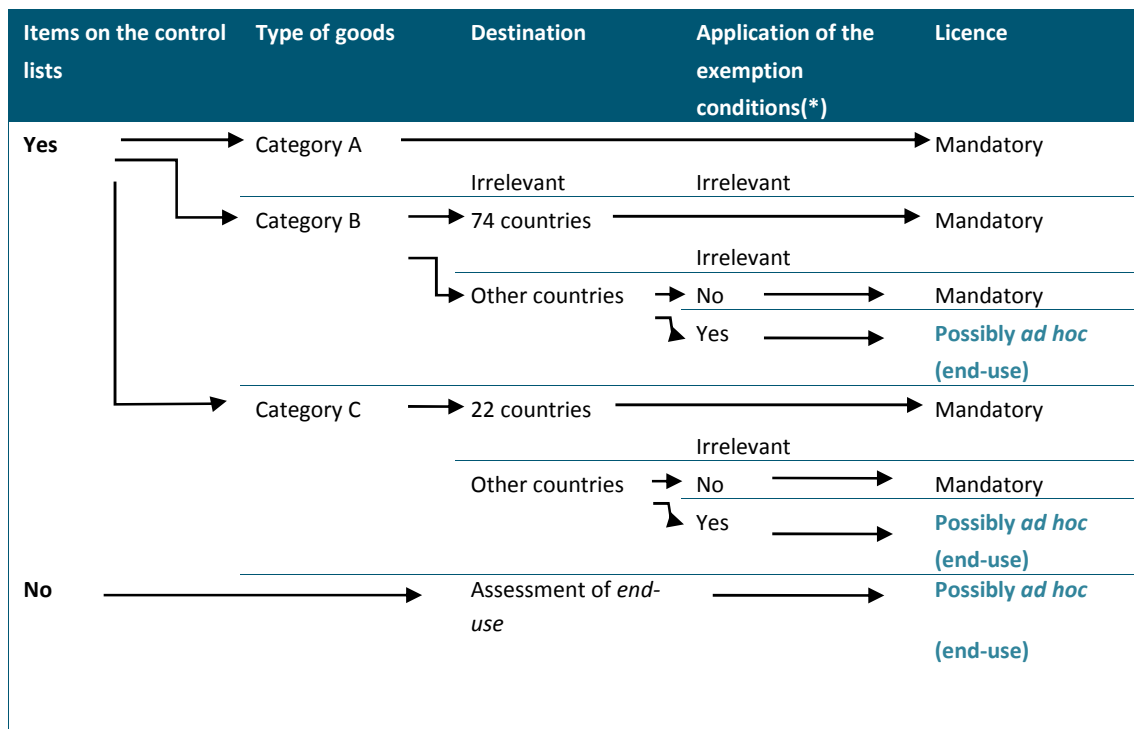 Items on the control lists
Type of goods
Destination
Application of the exemption conditions(*)
Licence
Yes
Category A
Mandatory
Irrelevant
Irrelevant
Category B
74 countries
Mandatory
Irrelevant
Other countries
No
Mandatory
Yes
Possibly ad hoc
(end-use)
Category C
22 countries
Mandatory
Irrelevant
Other countries
No
Mandatory
Yes
Possibly ad hoc
(end-use)
No
Assessment of end-
use
Possibly ad hoc
(end-use)